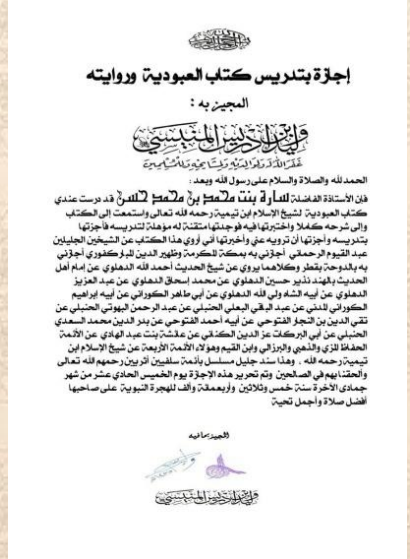 إجازة بتدريس كتاب العبودية وروايته
المجيز به :
وليد بن إدريس المنيسي
غفر الله له ولوالديه ولمشايخه وللمسلمين
الحمد لله والصلاة والسلام على رسول الله وبعد :
فإن الأستاذة الفاضلة سارة بنت محمد بن محمد حسن قد درست عندي
كتاب العبودية لشيخ الإسلام ابن تيمية رحمه الله تعالى واستمعت إلى الكتاب
وإلى شرحه كاملا واختبرتها فيه فوجدتها متقنة له مؤهلة لتدريسه فأجزتها
بتدريسه وأجزتها أن ترويه عني وأخبرتها أني أروي هذا الكتاب عن الشيخين الجليلين
عبد القيوم الرحماني أجازني به بمكة المكرمة وظهير الدين المباركفوري أجازني
به بالدوحة بقطر وكلاهما يروي عن شيخ الحديث أحمد الله الدهلوي عن إمام أهل
الحديث بالهند نذير حسين الدهلوي عن محمد إسحاق الدهلوي عن عبد العزيز
الدهلوي عن أبيه الشاه ولي الله الدهلوي عن أبي طاهر الكوراني عن أبيه إبراهيم
الكوراني المدني عن عبد الباقي البعلي الحنبلي عن عبد الرحمن البهوتي الحنبلي عن
تقي الدين بن النجار الفتوحي عن أبيه أحمد الفتوحي عن بدر الدين محمد السعدي
الحنبلي عن أبي البركات عز الدين الكناني عن عائشة بنت عبد الهادي عن الأئمة
الحفاظ المزي والذهبي والبرزالي وابن القيم وهؤلاء الأئمة الأربعة عن شيخ الإسلام ابن
تيمية رحمه الله . وهذا سند جليل مسلسل بأئمة سلفيين أثريين رحمهم الله تعالى
وألحقنا بهم في الصالحين وتم تحرير هذه الإجازة يوم الخميس الحادي عشر من شهر
جمادى الآخرة سنة خمس وثلاثين وأربعمائة وألف للهجرة النبوية على صاحبها
أفضل صلاة وأجمل تحية
المجيز بما فيه
وليد بن إدريس المنيسي